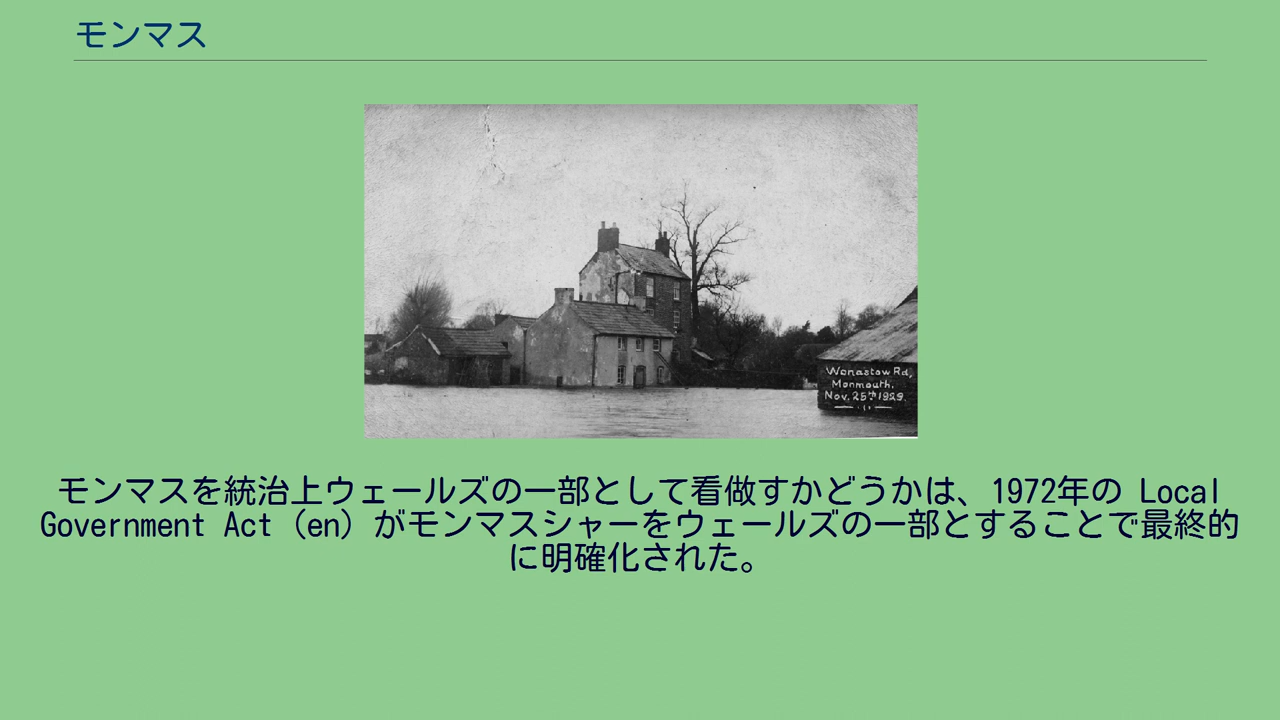 モンマス
Wonastow Rd,
Monmouth.
Nov. 25th 1929.
モンマスを統治上ウェールズの一部として看做すかどうかは、1972年の Local
Government Act（en）がモンマスシャーをウェールズの一部とすることで最終的
に明確化された。